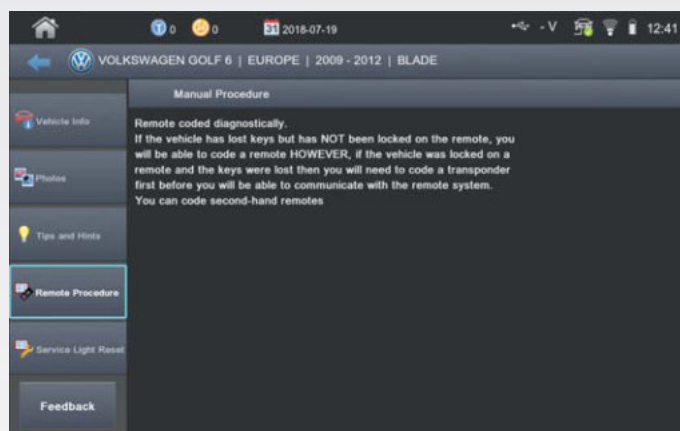 0 0 31 2018-07-19 - V 12:41
VOLKSWAGEN GOLF 6 | EUROPE | 2009 - 2012 | BLADE
Manual Procedure
Vehicle Info
Photos
Tips and Hints
Remote Procedure
Service Light Reset
Feedback
Remote coded diagnostically.
If the vehicle has lost keys but has NOT been locked on the remote, you
will be able to code a remote HOWEVER, if the vehicle was locked on a
remote and the keys were lost then you will need to code a transponder
first before you will be able to communicate with the remote system.
You can code second-hand remotes